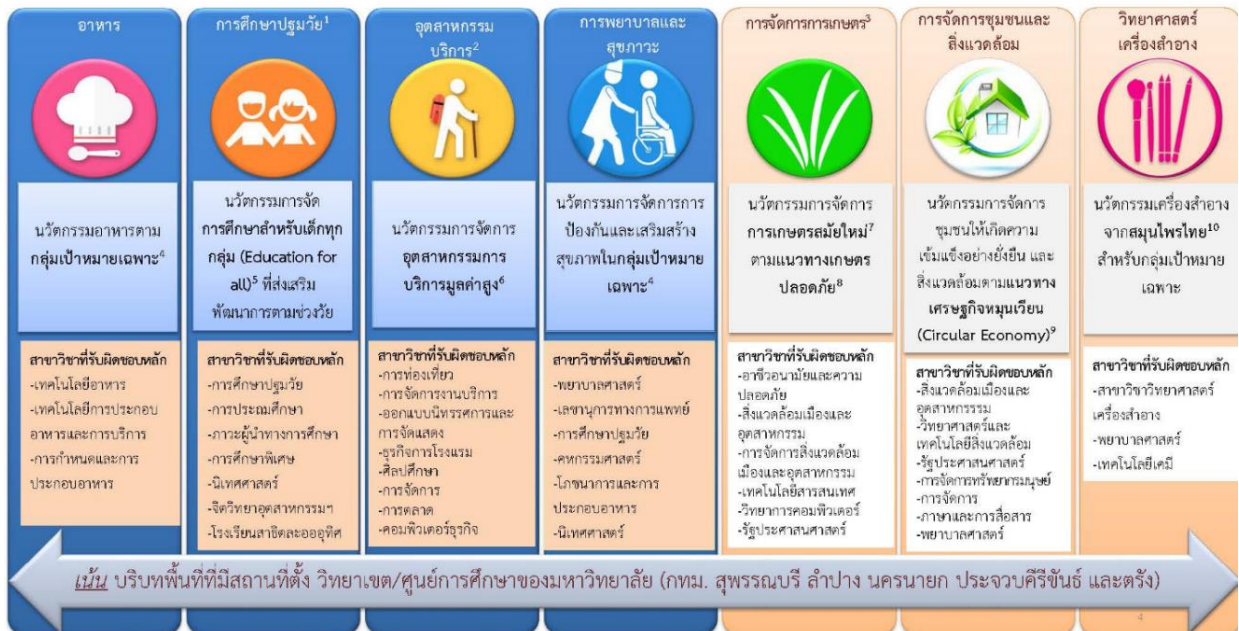 อาหาร
นวัตกรรมอาหารตาม
กลุ่มเป้าหมายเฉพาะ⁴
สาขาวิชาที่รับผิดชอบหลัก
-เทคโนโลยีอาหาร
-เทคโนโลยีการประกอบ
อาหารและการบริการ
-การกำหนดและการ
ประกอบอาหาร
การศึกษาปฐมวัย¹
นวัตกรรมการจัด
การศึกษาสำหรับเด็กทุก
กลุ่ม (Education for
all)⁵ ที่ส่งเสริม
พัฒนาการตามช่วงวัย
สาขาวิชาที่รับผิดชอบหลัก
-การศึกษาปฐมวัย
-การประถมศึกษา
-ภาวะผู้นำทางการศึกษา
-การศึกษาพิเศษ
-นิเทศศาสตร์
-จิตวิทยาอุตสาหกรรมฯ
-โรงเรียนสาธิตละอออุทิศ
อุตสาหกรรม
บริการ²
นวัตกรรมการจัดการ
อุตสาหกรรมการ
บริการมูลค่าสูง⁶
สาขาวิชาที่รับผิดชอบหลัก
-การท่องเที่ยว
-การจัดการงานบริการ
-ออกแบบนิทรรศการและ
การจัดแสดง
-ธุรกิจการโรงแรม
-ศิลปศึกษา
-การจัดการ
-การตลาด
-คอมพิวเตอร์ธุรกิจ
การพยาบาลและ
สุขภาวะ
นวัตกรรมการจัดการการ
ป้องกันและเสริมสร้าง
สุขภาพในกลุ่มเป้าหมาย
เฉพาะ⁴
สาขาวิชาที่รับผิดชอบหลัก
-พยาบาลศาสตร์
-เลขานุการทางการแพทย์
-การศึกษาปฐมวัย
-คหกรรมศาสตร์
-โภชนาการและการ
ประกอบอาหาร
-นิเทศศาสตร์
การจัดการการเกษตร³
นวัตกรรมการจัดการ
การเกษตรสมัยใหม่⁷
ตามแนวทางเกษตร
ปลอดภัย⁸
สาขาวิชาที่รับผิดชอบหลัก
-อาชีวอนามัยและความ
ปลอดภัย
-สิ่งแวดล้อมเมืองและ
อุตสาหกรรม
-การจัดการสิ่งแวดล้อม
เมืองและอุตสาหกรรม
-เทคโนโลยีสารสนเทศ
-วิทยาการคอมพิวเตอร์
-รัฐประศาสนศาสตร์
การจัดการชุมชนและ
สิ่งแวดล้อม
นวัตกรรมการจัดการ
ชุมชนให้เกิดความ
เข้มแข็งอย่างยั่งยืน และ
สิ่งแวดล้อมตามแนวทาง
เศรษฐกิจหมุนเวียน
(Circular Economy)⁹
สาขาวิชาที่รับผิดชอบหลัก
-สิ่งแวดล้อมเมืองและ
อุตสาหกรรรม
-วิทยาศาสตร์และ
เทคโนโลยีสิ่งแวดล้อม
-รัฐประศาสนศาสตร์
-การจัดการทรัพยากรมนุษย์
-การจัดการ
-ภาษาและการสื่อสาร
-พยาบาลศาสตร์
วิทยาศาสตร์
เครื่องสำอาง
นวัตกรรมเครื่องสำอาง
จากสมุนไพรไทย¹⁰
สำหรับกลุ่มเป้าหมาย
เฉพาะ
สาขาวิชาที่รับผิดชอบหลัก
-สาขาวิชาวิทยาศาสตร์
เครื่องสำอาง
-พยาบาลศาสตร์
-เทคโนโลยีเคมี
เน้น บริบทพื้นที่ที่มีสถานที่ตั้ง วิทยาเขต/ศูนย์การศึกษาของมหาวิทยาลัย (กทม. สุพรรณบุรี ลำปาง นครนายก ประจวบคีรีขันธ์ และตรัง)
4